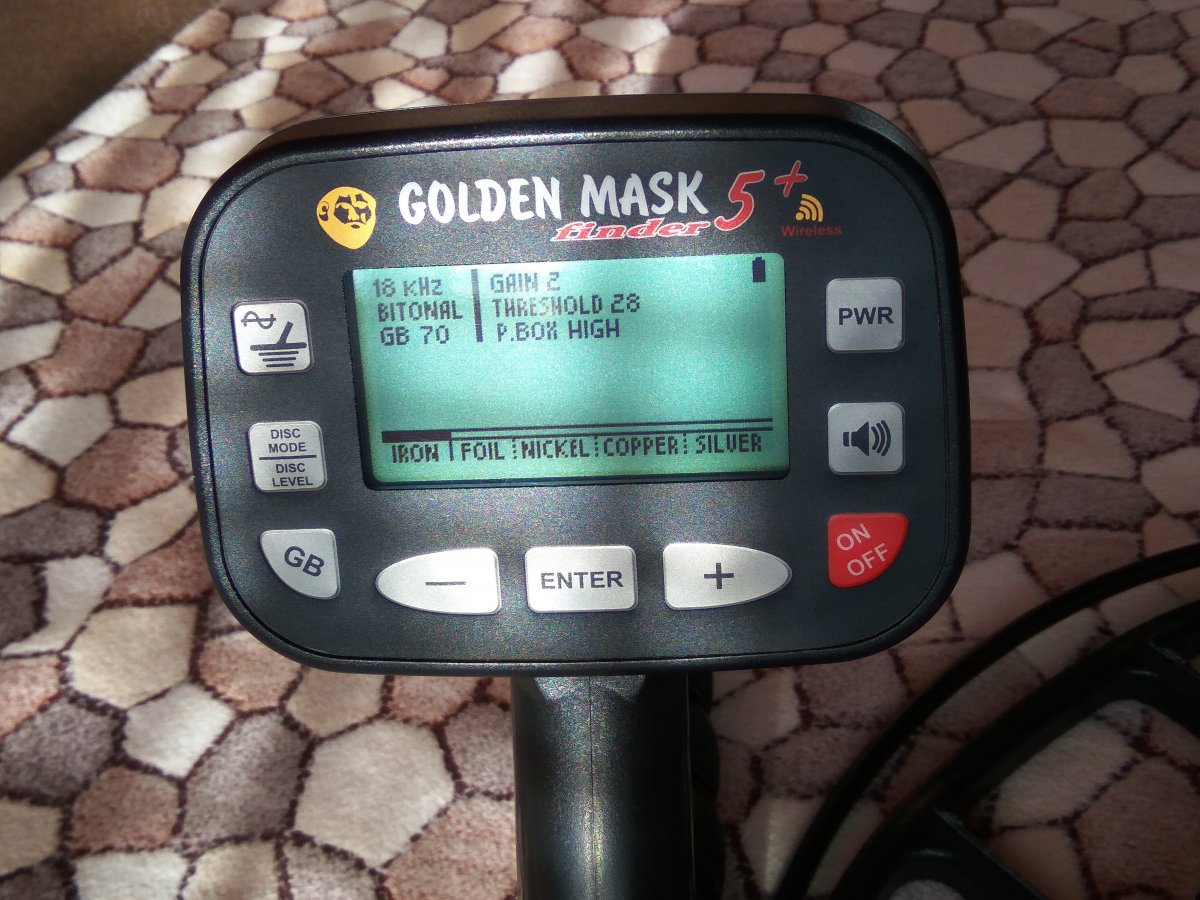 GOLDEN MASK 5+
finder
Wireless
18 KHZ
BITONAL
GB 70
GAIN 2
THRESHOLD 28
P.BOX HIGH
IRON FOIL NICKEL COPPER SILVER
DISC
MODE
DISC
LEVEL
GB
− ENTER +
PWR
ON
OFF